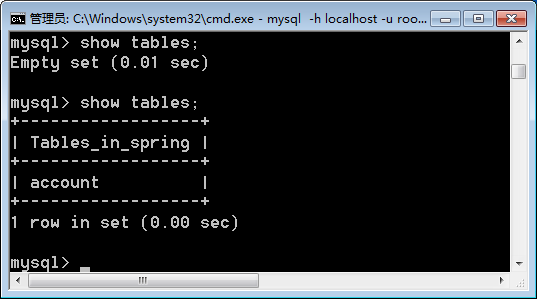 管理员: C:\Windows\system32\cmd.exe - mysql  -h localhost -u roo...
mysql> show tables;
Empty set (0.01 sec)
mysql> show tables;
+------------------+
| Tables_in_spring |
+------------------+
| account          |
+------------------+
1 row in set (0.00 sec)
mysql> _